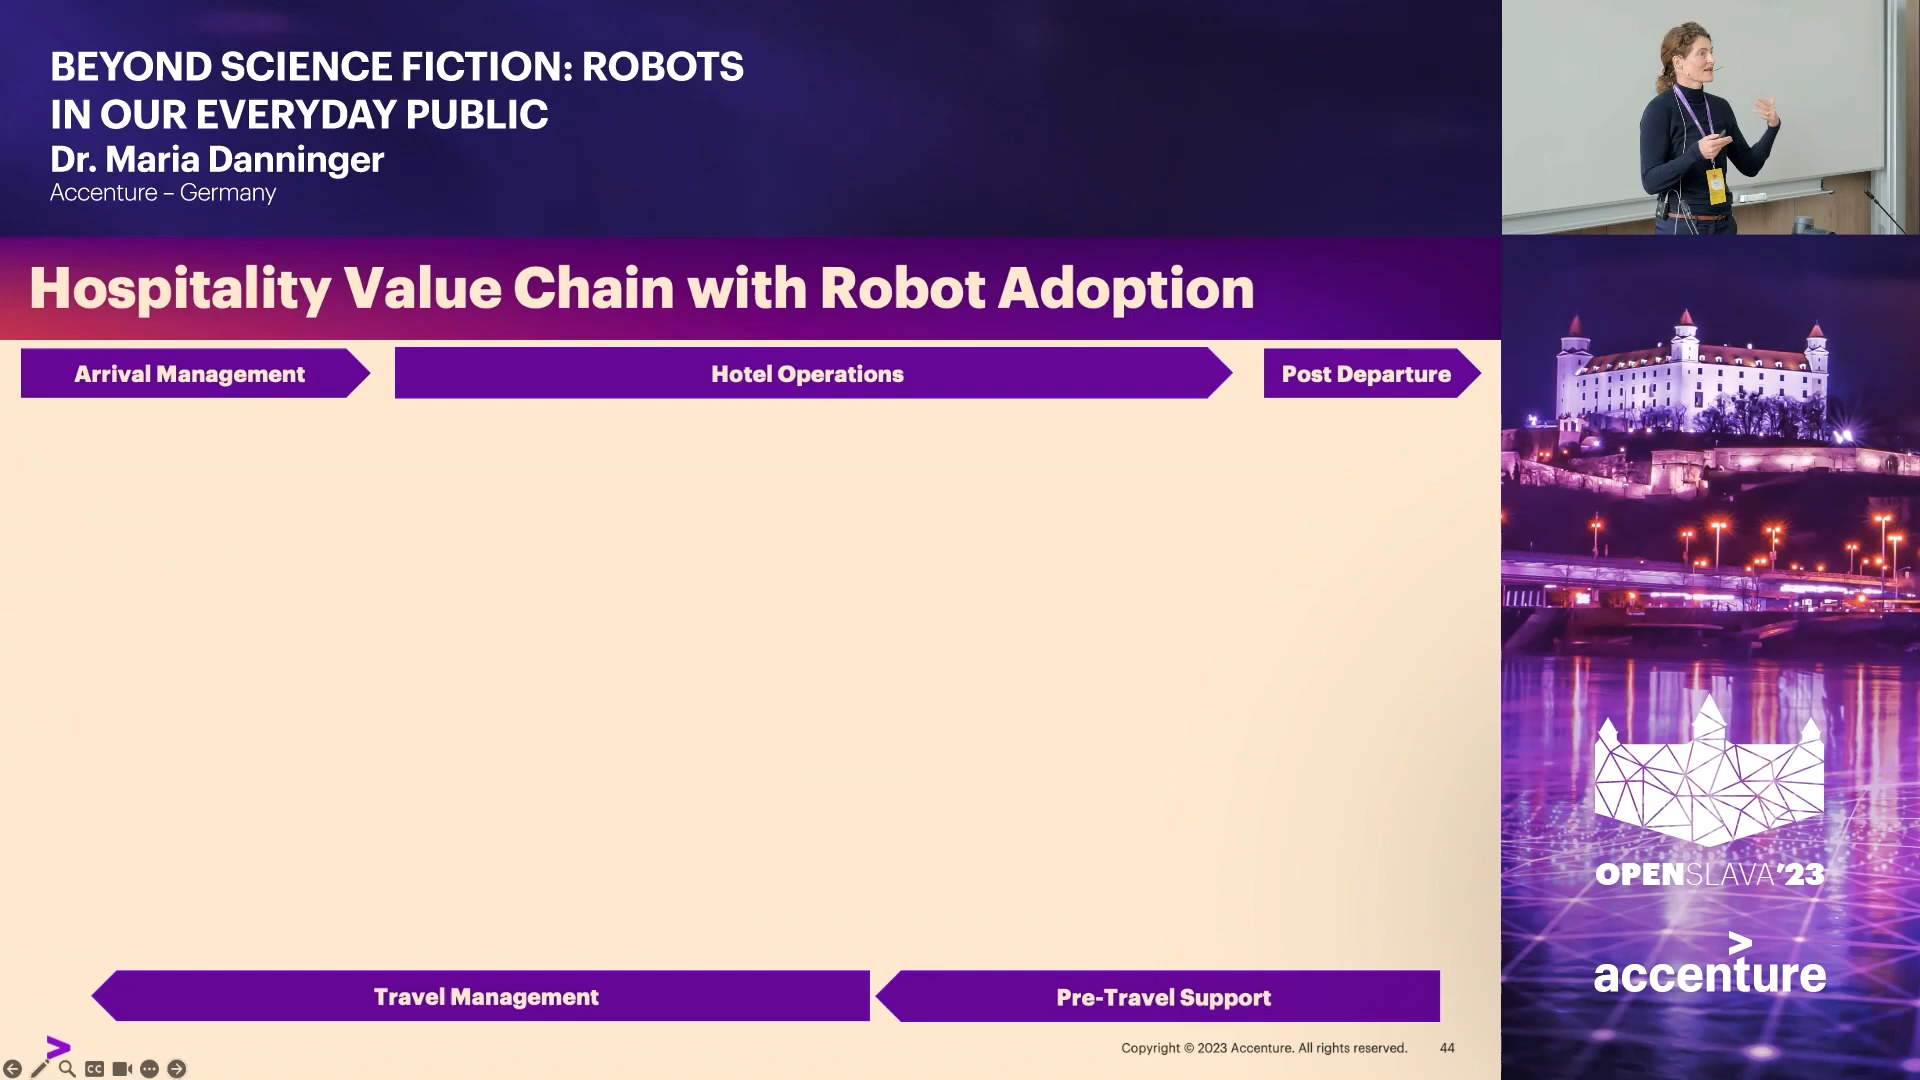 BEYOND SCIENCE FICTION: ROBOTS
IN OUR EVERYDAY PUBLIC
Dr. Maria Danninger
Accenture – Germany
Hospitality Value Chain with Robot Adoption
Arrival Management
Hotel Operations
Post Departure
Travel Management
Pre-Travel Support
Copyright © 2023 Accenture. All rights reserved.
44
CC
OPENSLAVA'23
accenture